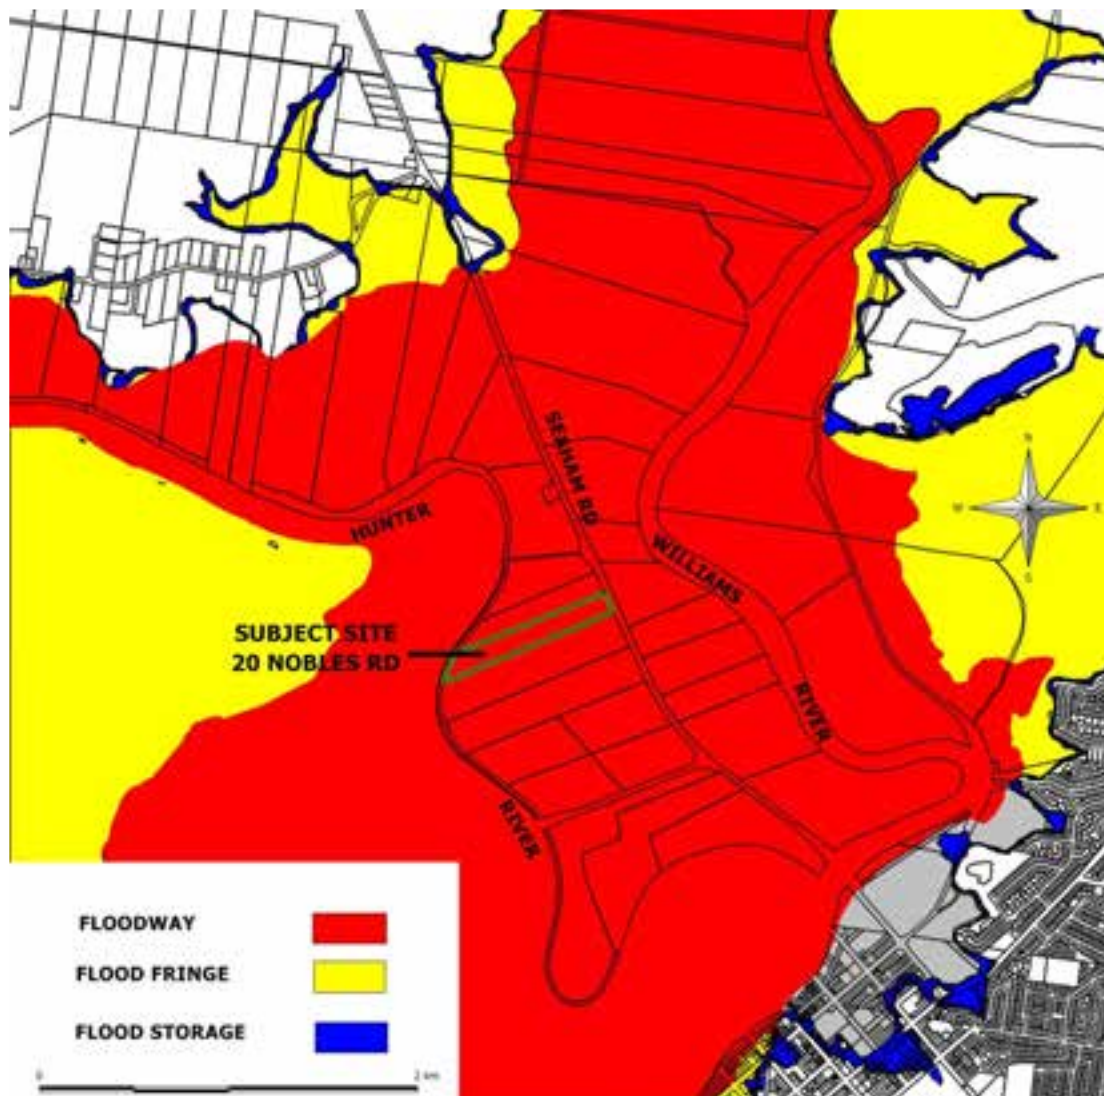 N
W
E
S
SEAHAM RD
HUNTER
WILLIAMS
SUBJECT SITE
20 NOBLES RD
RIVER
RIVER
FLOODWAY
FLOOD FRINGE
FLOOD STORAGE
0
2 km